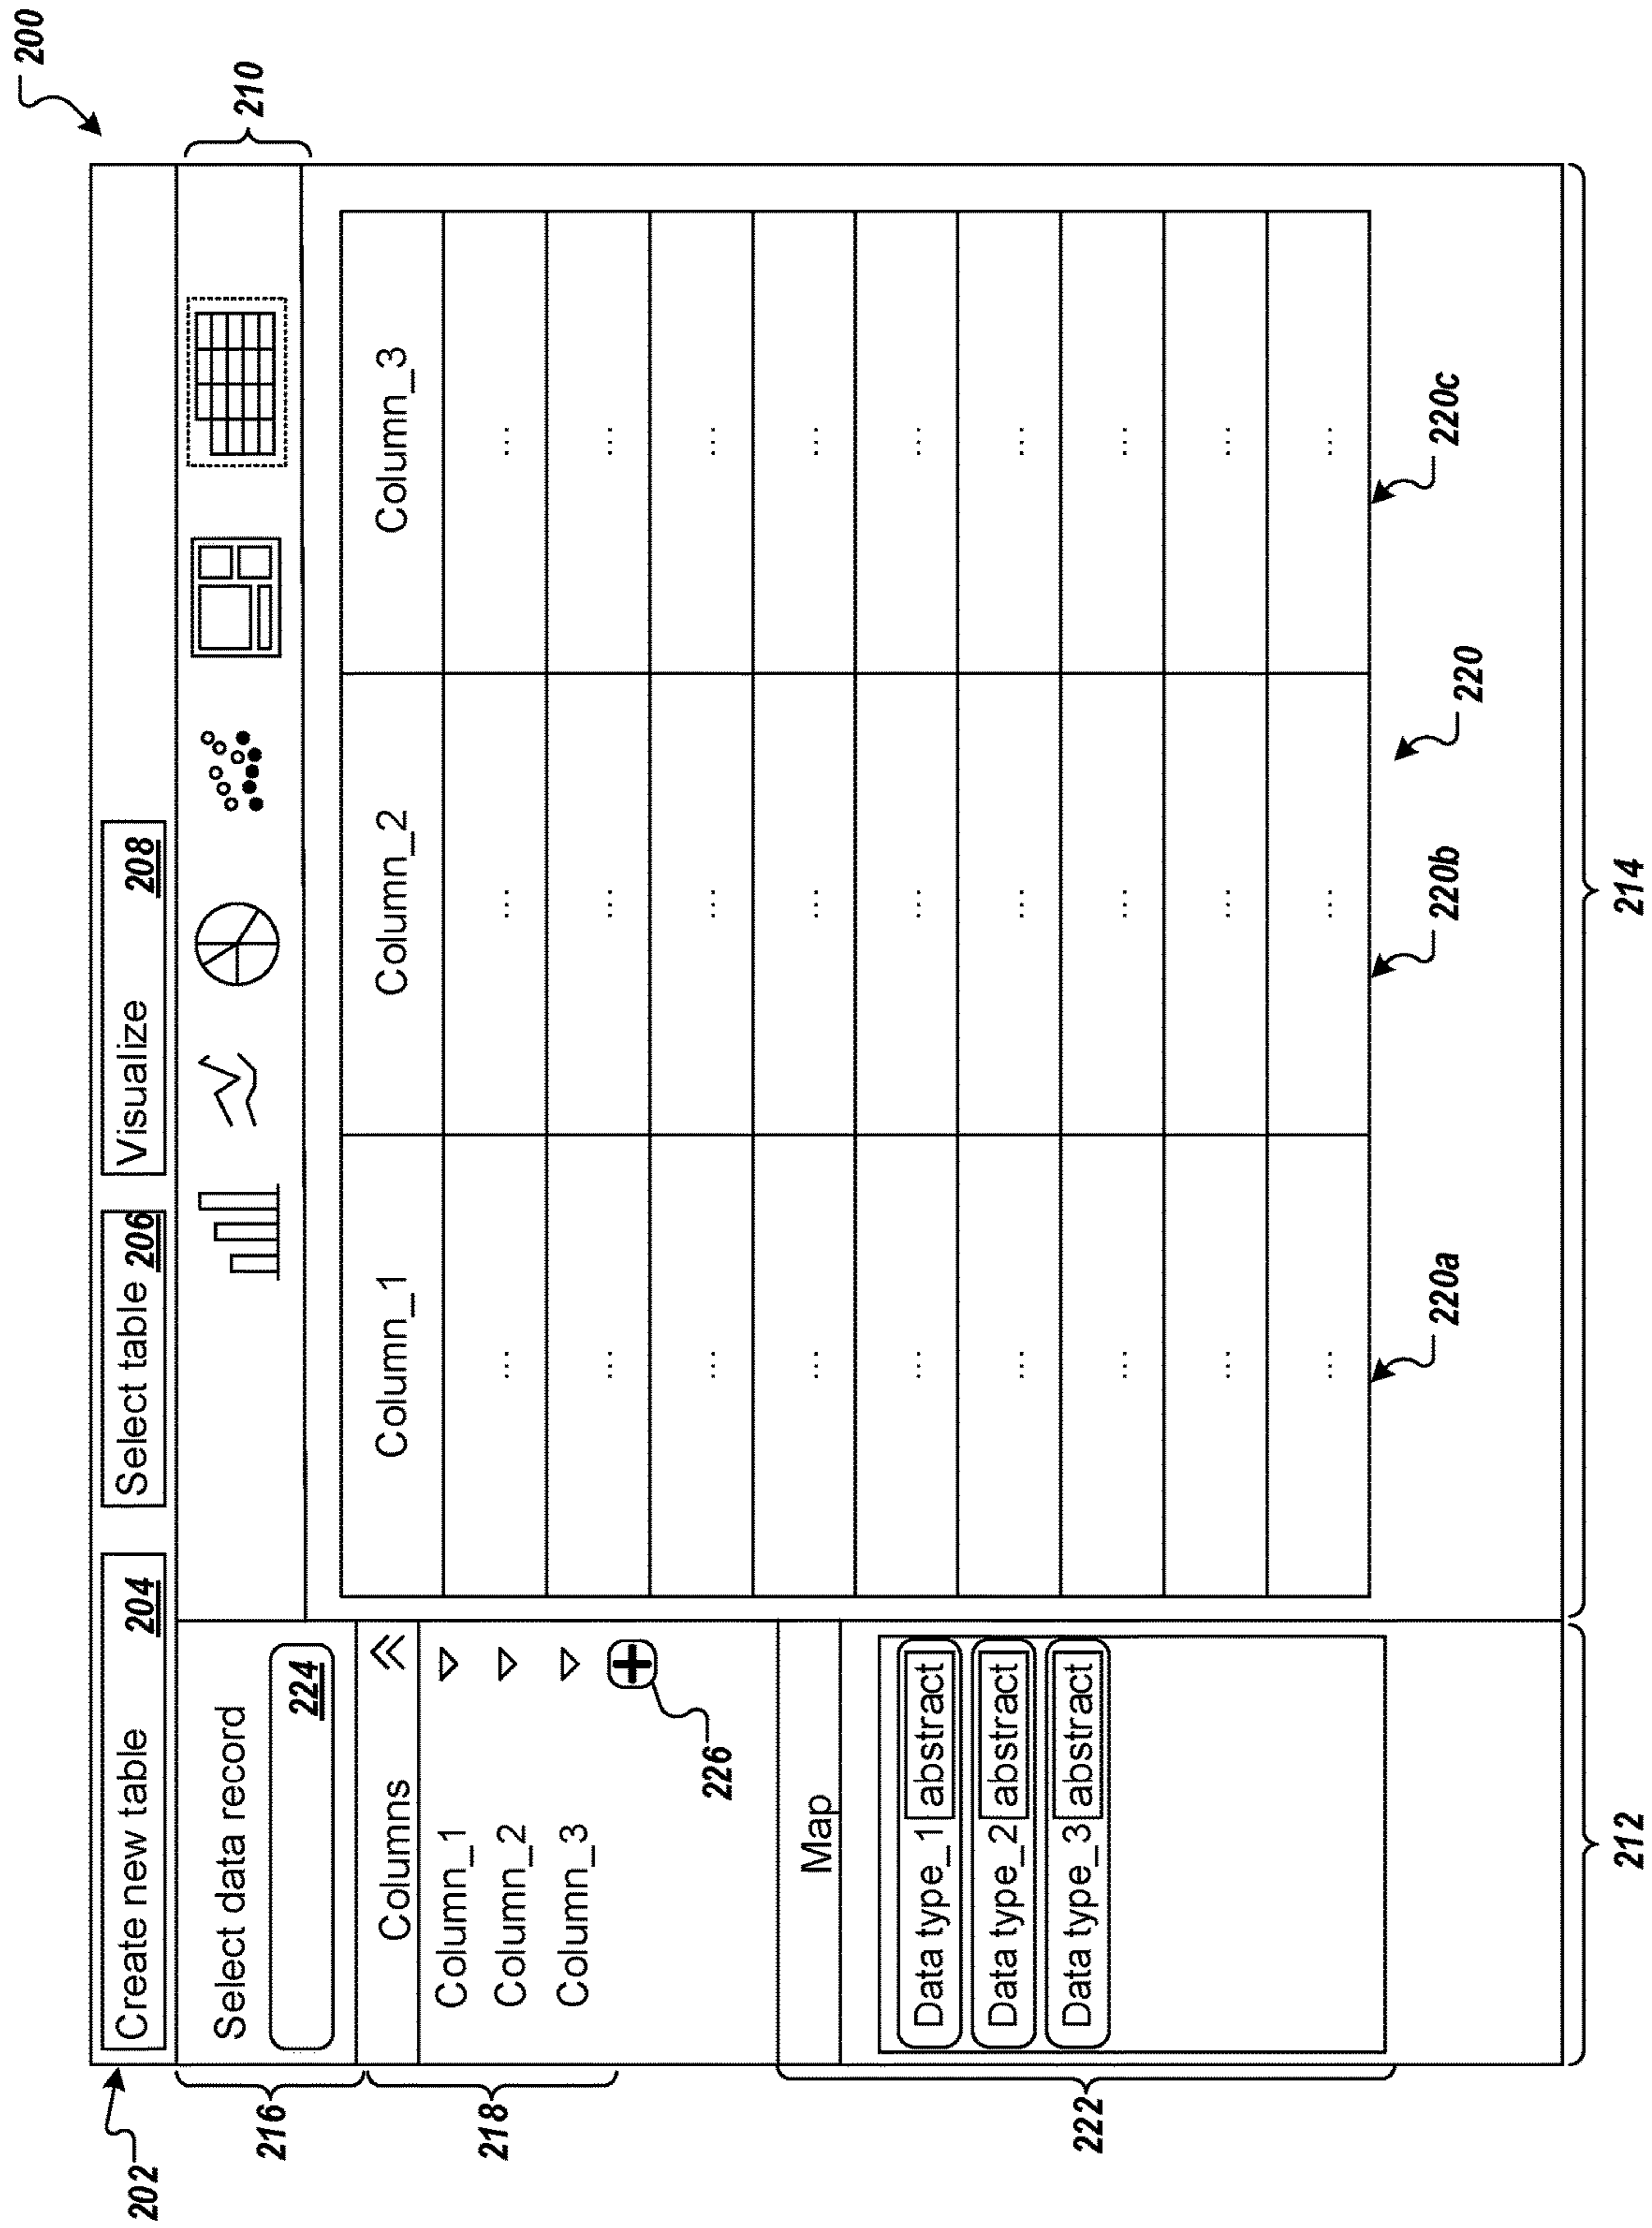 200
202
Create new table 204
Select table 206
Visualize 208
210
216
Select data record
224
218
Columns
Column_1
Column_2
Column_3
226
222
Map
Data type_1 abstract
Data type_2 abstract
Data type_3 abstract
212
Column_1 Column_2 Column_3
... ... ...
... ... ...
... ... ...
... ... ...
... ... ...
... ... ...
... ... ...
... ... ...
... ... ...
220a
220b
220
220c
214